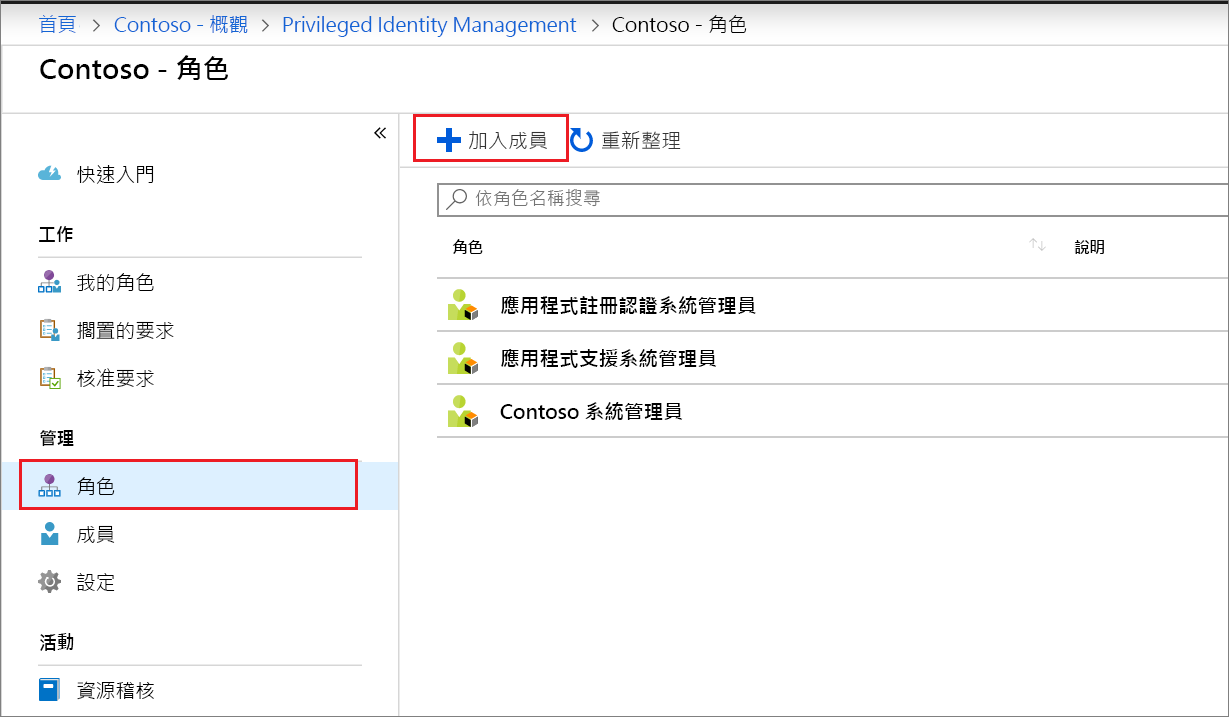 首頁 > Contoso - 概觀 > Privileged Identity Management > Contoso - 角色
Contoso - 角色
«
快速入門
工作
我的角色
擱置的要求
核准要求
管理
角色
成員
設定
活動
資源稽核
加入成員 重新整理
依角色名稱搜尋
角色 ↑↓ 說明
應用程式註冊認證系統管理員
應用程式支援系統管理員
Contoso 系統管理員